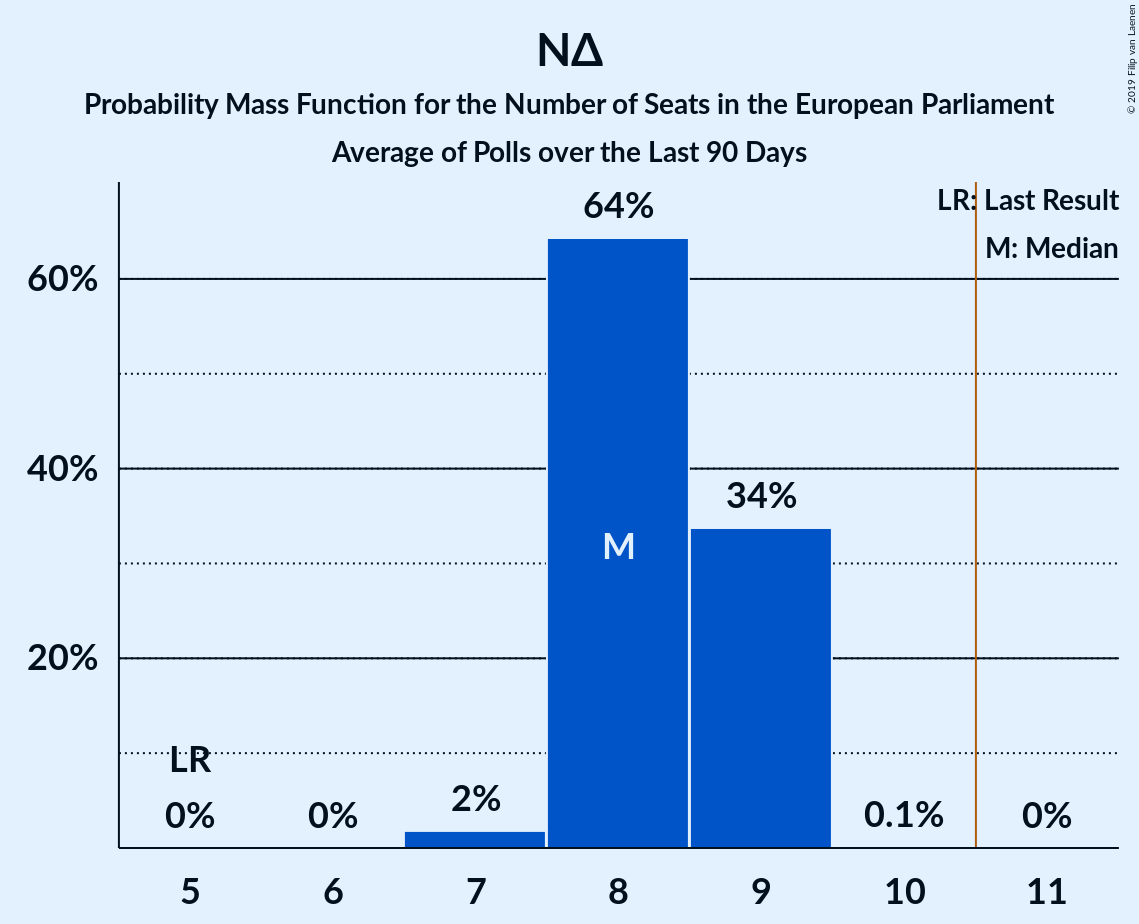 ΝΔ
Probability Mass Function for the Number of Seats in the European Parliament
Average of Polls over the Last 90 Days
© 2019 Filip van Laenen
LR: Last Result
M: Median
64%
60%
40%
34%
M
20%
LR
0%
0%
2%
0.1%
0%
5 6 7 8 9 10 11